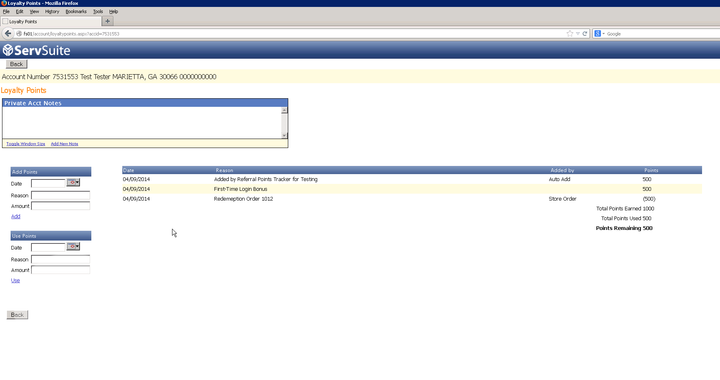 Loyalty Points - Mozilla Firefox
File Edit View History Bookmarks Tools Help
Loyalty Points
fs01/account/loyaltypoints.aspx?accid=7531553
Google
ServSuite
Back
Account Number 7531553 Test Tester MARIETTA, GA 30066 0000000000
Loyalty Points
Private Acct Notes
Toggle Window Size Add New Note
Add Points
Date
Reason
Amount
Add
Date Reason Added by Points
04/09/2014 Added by Referral Points Tracker for Testing Auto Add 500
04/09/2014 First-Time Login Bonus 500
04/09/2014 Redemeption Order 1012 Store Order (500)
Total Points Earned 1000
Total Points Used 500
Points Remaining 500
Use Points
Date
Reason
Amount
Use
Back